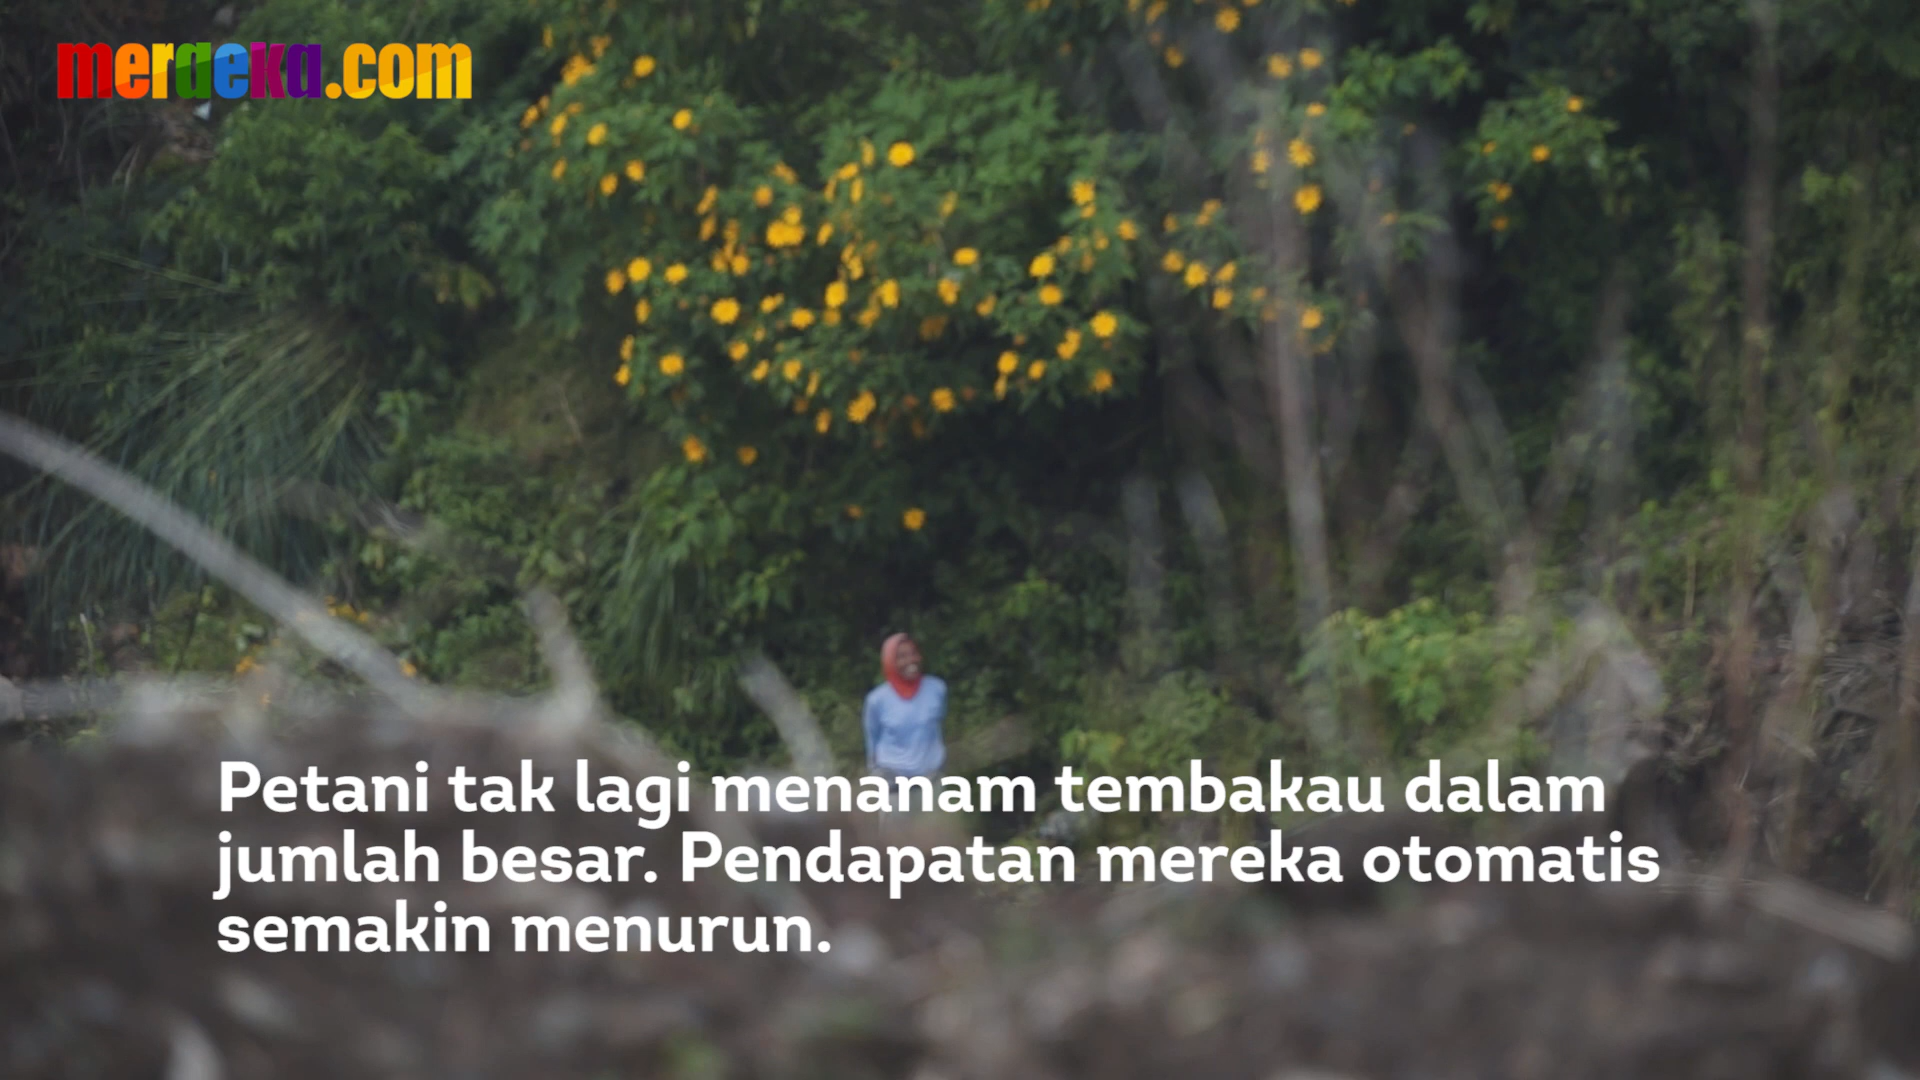 merdeka.com
Petani tak lagi menanam tembakau dalam
jumlah besar. Pendapatan mereka otomatis
semakin menurun.